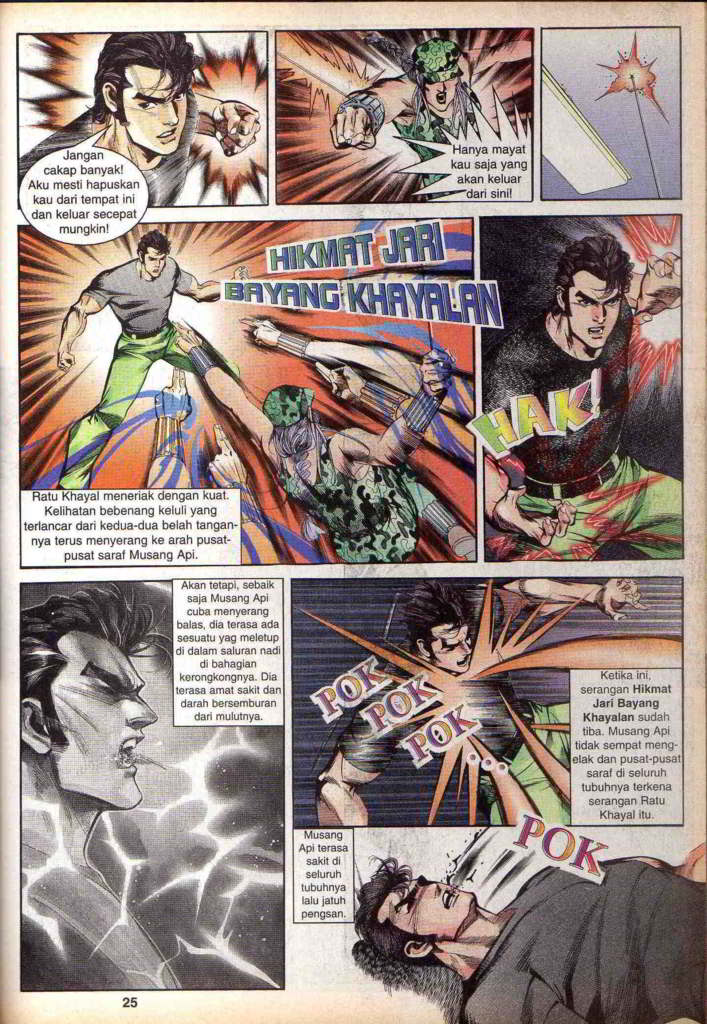 Jangan
cakap banyak!
Aku mesti hapuskan
kau dari tempat ini
dan keluar secepat
mungkin!
Hanya mayat
kau saja yang
akan keluar
dari sini!
HIKMAT JARI
BAYANG KHAYALAN
Ratu Khayal meneriak dengan kuat.
Kelihatan bebenang keluli yang
terlancar dari kedua-dua belah tangan-
nya terus menyerang ke arah pusat-
pusat saraf Musang Api.
HAK!
Akan tetapi, sebaik
saja Musang Api
cuba menyerang
balas, dia terasa ada
sesuatu yag meletup
di dalam saluran nadi
di bahagian
kerongkongnya. Dia
terasa amat sakit dan
darah bersemburan
dari mulutnya.
POK
POK
POK...
Ketika ini,
serangan Hikmat
Jari Bayang
Khayalan sudah
tiba. Musang Api
tidak sempat meng-
elak dan pusat-pusat
saraf di seluruh
tubuhnya terkena
serangan Ratu
Khayal itu.
Musang
Api terasa
sakit di
seluruh
tubuhnya
lalu jatuh
pengsan.
POK
25